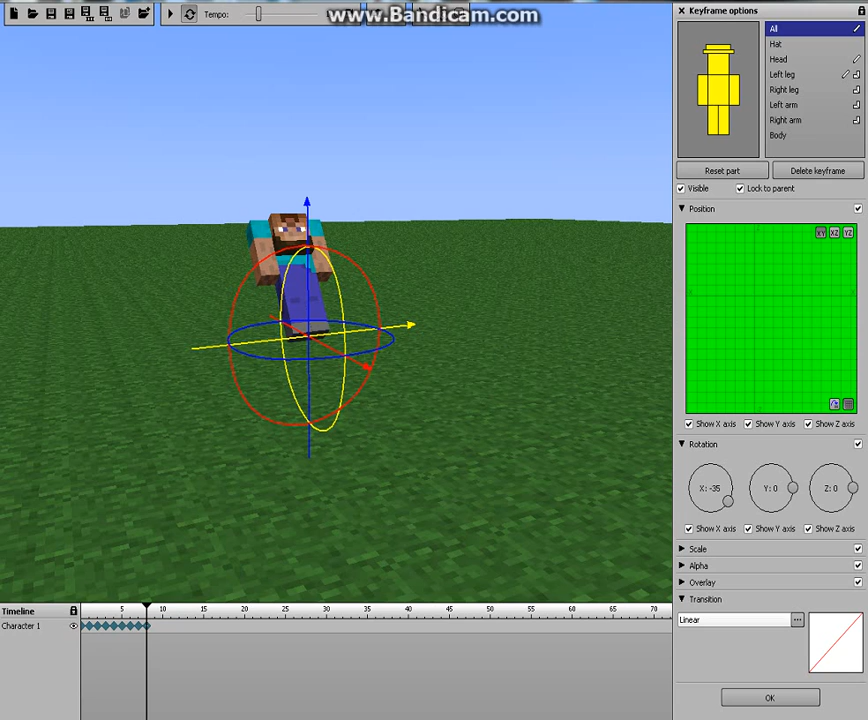 Tempo:
www.Bandicam.com
Keyframe options
All
Hat
Head
Left leg
Right leg
Left arm
Right arm
Body
Reset part
Delete keyframe
Visible
Lock to parent
Position
XY
XZ
YZ
Show X axis
Show Y axis
Show Z axis
Rotation
X: -35
Y: 0
Z: 0
Show X axis
Show Y axis
Show Z axis
Scale
Alpha
Overlay
Transition
Linear
OK
Timeline
5 10 15 20 25 30 35 40 45 50 55 60 65 70
Character 1